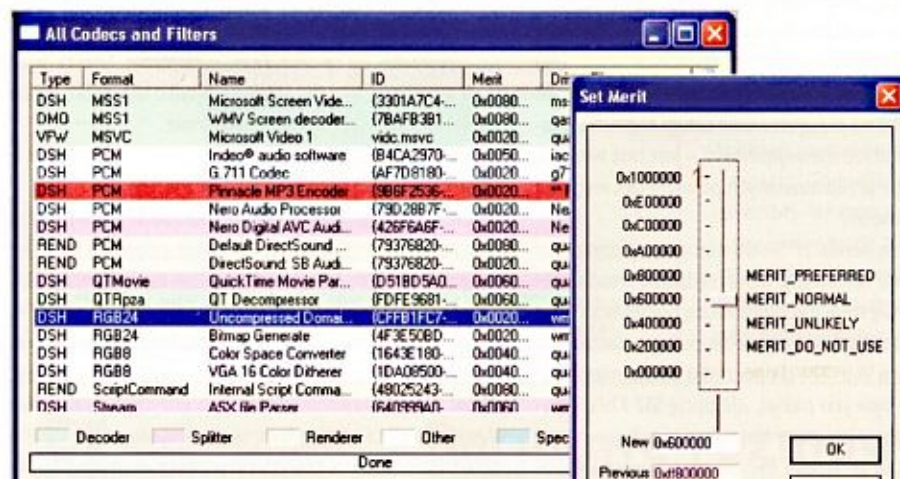 All Codecs and Filters
Type Format Name ID Merit
DSH MSS1 Microsoft Screen Vide... {3301A7C4-... 0x0080...
DMO MSS1 WMV Screen decoder... {7BAFB3B1... 0x0080...
VFW MSVC Microsoft Video 1 vidc.msvc 0x0020...
DSH PCM Indeo® audio software {B4CA2970-... 0x0050...
DSH PCM G.711 Codec {AF7D8180-... 0x0020...
DSH PCM Pinnacle MP3 Encoder {9B6F2536-... 0x0020...
DSH PCM Nero Audio Processor {79D28B7F-... 0x0020...
DSH PCM Nero Digital AVC Audi... {426F6A6F-... 0x0020...
REND PCM Default DirectSound ... {79376820-... 0x0080...
REND PCM DirectSound: SB Audi... {79376820-... 0x0020...
DSH QTMovie QuickTime Movie Par... {D51BD5A0... 0x0060...
DSH QTRpza QT Decompressor {FDFE9681-... 0x0060...
DSH RGB24 Uncompressed Domai... {CFFB1FC7-... 0x0020...
DSH RGB24 Bitmap Generate {4F3E50BD... 0x0020...
DSH RGB8 Color Space Converter {1643E180-... 0x0040...
DSH RGB8 VGA 16 Color Ditherer {1DA08500-... 0x0040...
REND ScriptCommand Internal Script Comma... {48025243-... 0x0080...
DSH Stream ASX file Parser {640999A0-... 0x0060...
Decoder Splitter Renderer Other Spec
Done
Set Merit
0x1000000
0xE00000
0xC00000
0xA00000
0x800000 MERIT_PREFERRED
0x600000 MERIT_NORMAL
0x400000 MERIT_UNLIKELY
0x200000 MERIT_DO_NOT_USE
0x000000
New 0x600000
OK
Previous 0xff800000